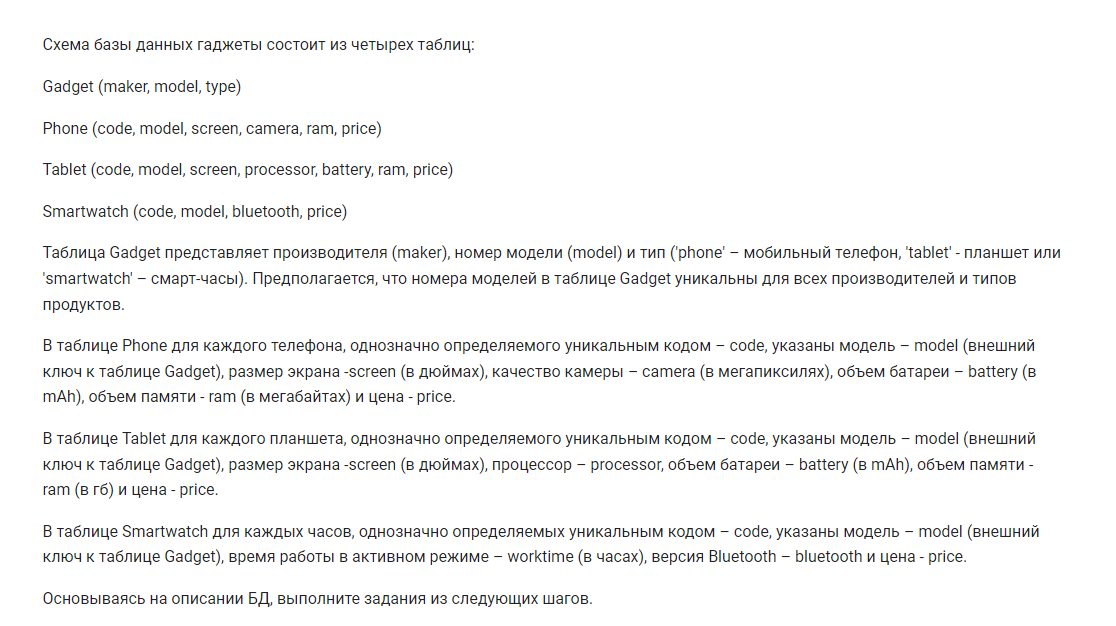 Схема базы данных гаджеты состоит из четырех таблиц:
Gadget (maker, model, type)
Phone (code, model, screen, camera, ram, price)
Tablet (code, model, screen, processor, battery, ram, price)
Smartwatch (code, model, bluetooth, price)
Таблица Gadget представляет производителя (maker), номер модели (model) и тип ('phone' – мобильный телефон, 'tablet' - планшет или
'smartwatch' – смарт-часы). Предполагается, что номера моделей в таблице Gadget уникальны для всех производителей и типов
продуктов.
В таблице Phone для каждого телефона, однозначно определяемого уникальным кодом – code, указаны модель – model (внешний
ключ к таблице Gadget), размер экрана -screen (в дюймах), качество камеры – camera (в мегапиксилях), объем батареи – battery (в
mAh), объем памяти - ram (в мегабайтах) и цена - price.
В таблице Tablet для каждого планшета, однозначно определяемого уникальным кодом – code, указаны модель – model (внешний
ключ к таблице Gadget), размер экрана -screen (в дюймах), процессор – processor, объем батареи – battery (в mAh), объем памяти -
ram (в гб) и цена - price.
В таблице Smartwatch для каждых часов, однозначно определяемых уникальным кодом – code, указаны модель – model (внешний
ключ к таблице Gadget), время работы в активном режиме – worktime (в часах), версия Bluetooth – bluetooth и цена - price.
Основываясь на описании БД, выполните задания из следующих шагов.